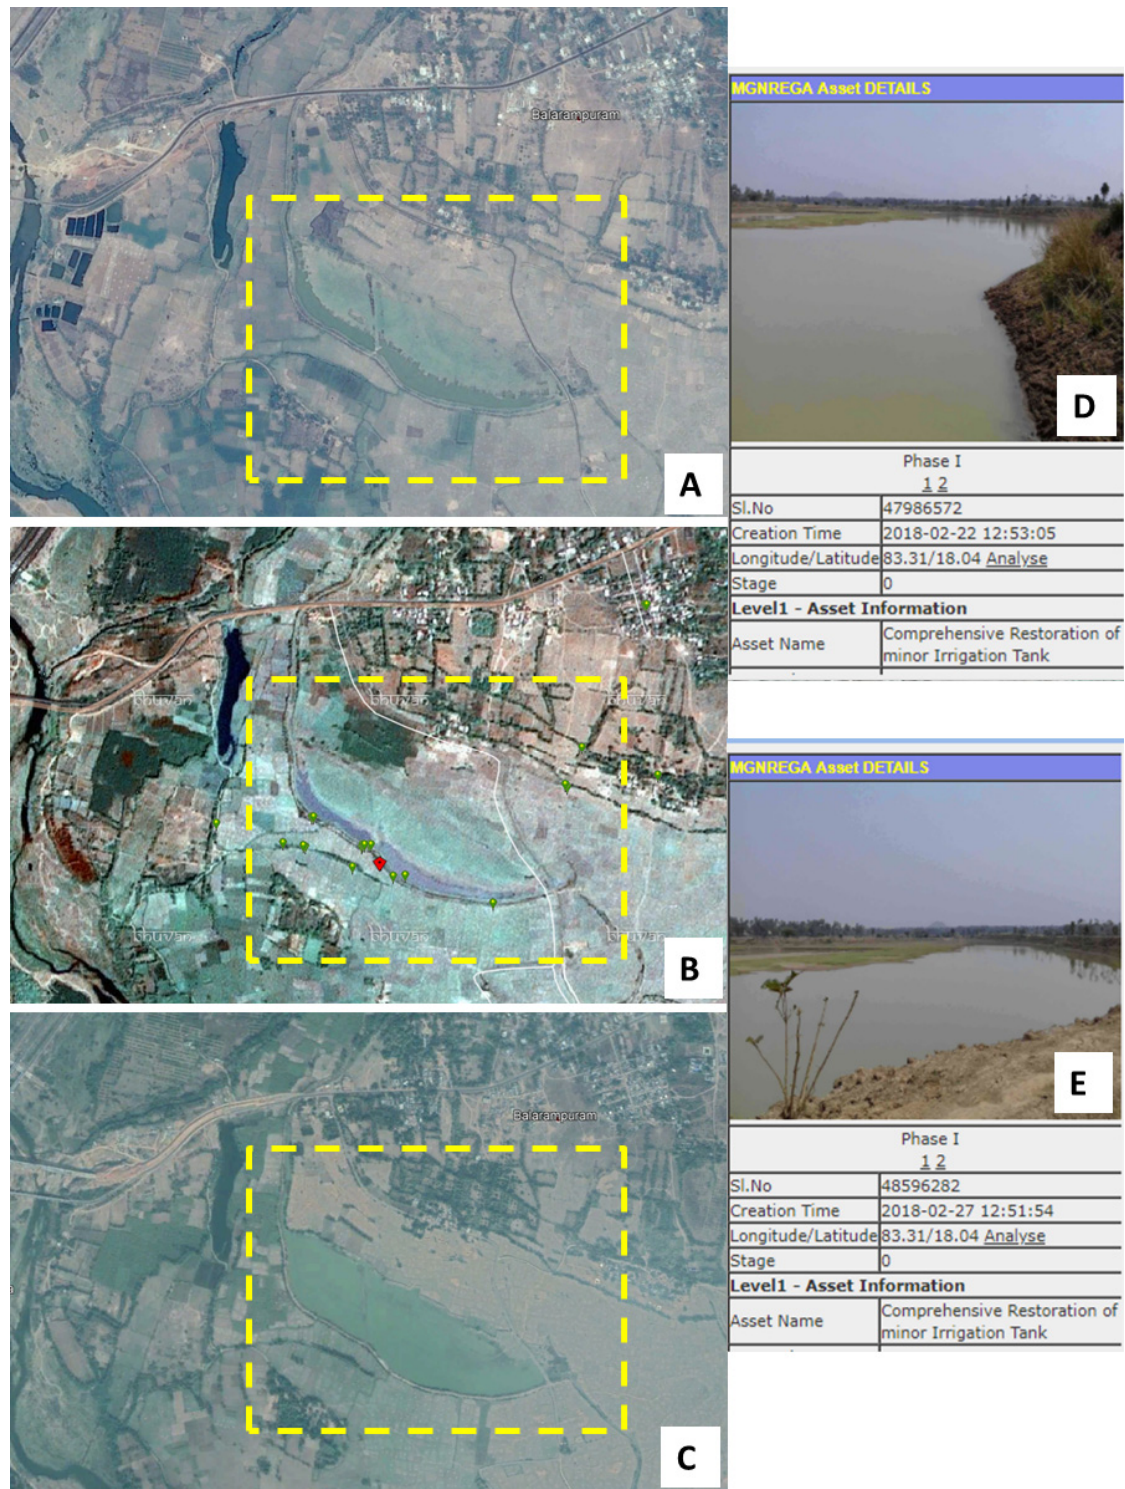 Balarampuram
A
bhuvan
bhuvan
bhuvan
bhuvan
bhuvan
bhuvan
B
Balarampuram
C
MGNREGA Asset DETAILS
D
Phase I
1 2
Sl.No 47986572
Creation Time 2018-02-22 12:53:05
Longitude/Latitude 83.31/18.04 Analyse
Stage 0
Level1 - Asset Information
Asset Name Comprehensive Restoration of
minor Irrigation Tank
MGNREGA Asset DETAILS
E
Phase I
1 2
Sl.No 48596282
Creation Time 2018-02-27 12:51:54
Longitude/Latitude 83.31/18.04 Analyse
Stage 0
Level1 - Asset Information
Asset Name Comprehensive Restoration of
minor Irrigation Tank